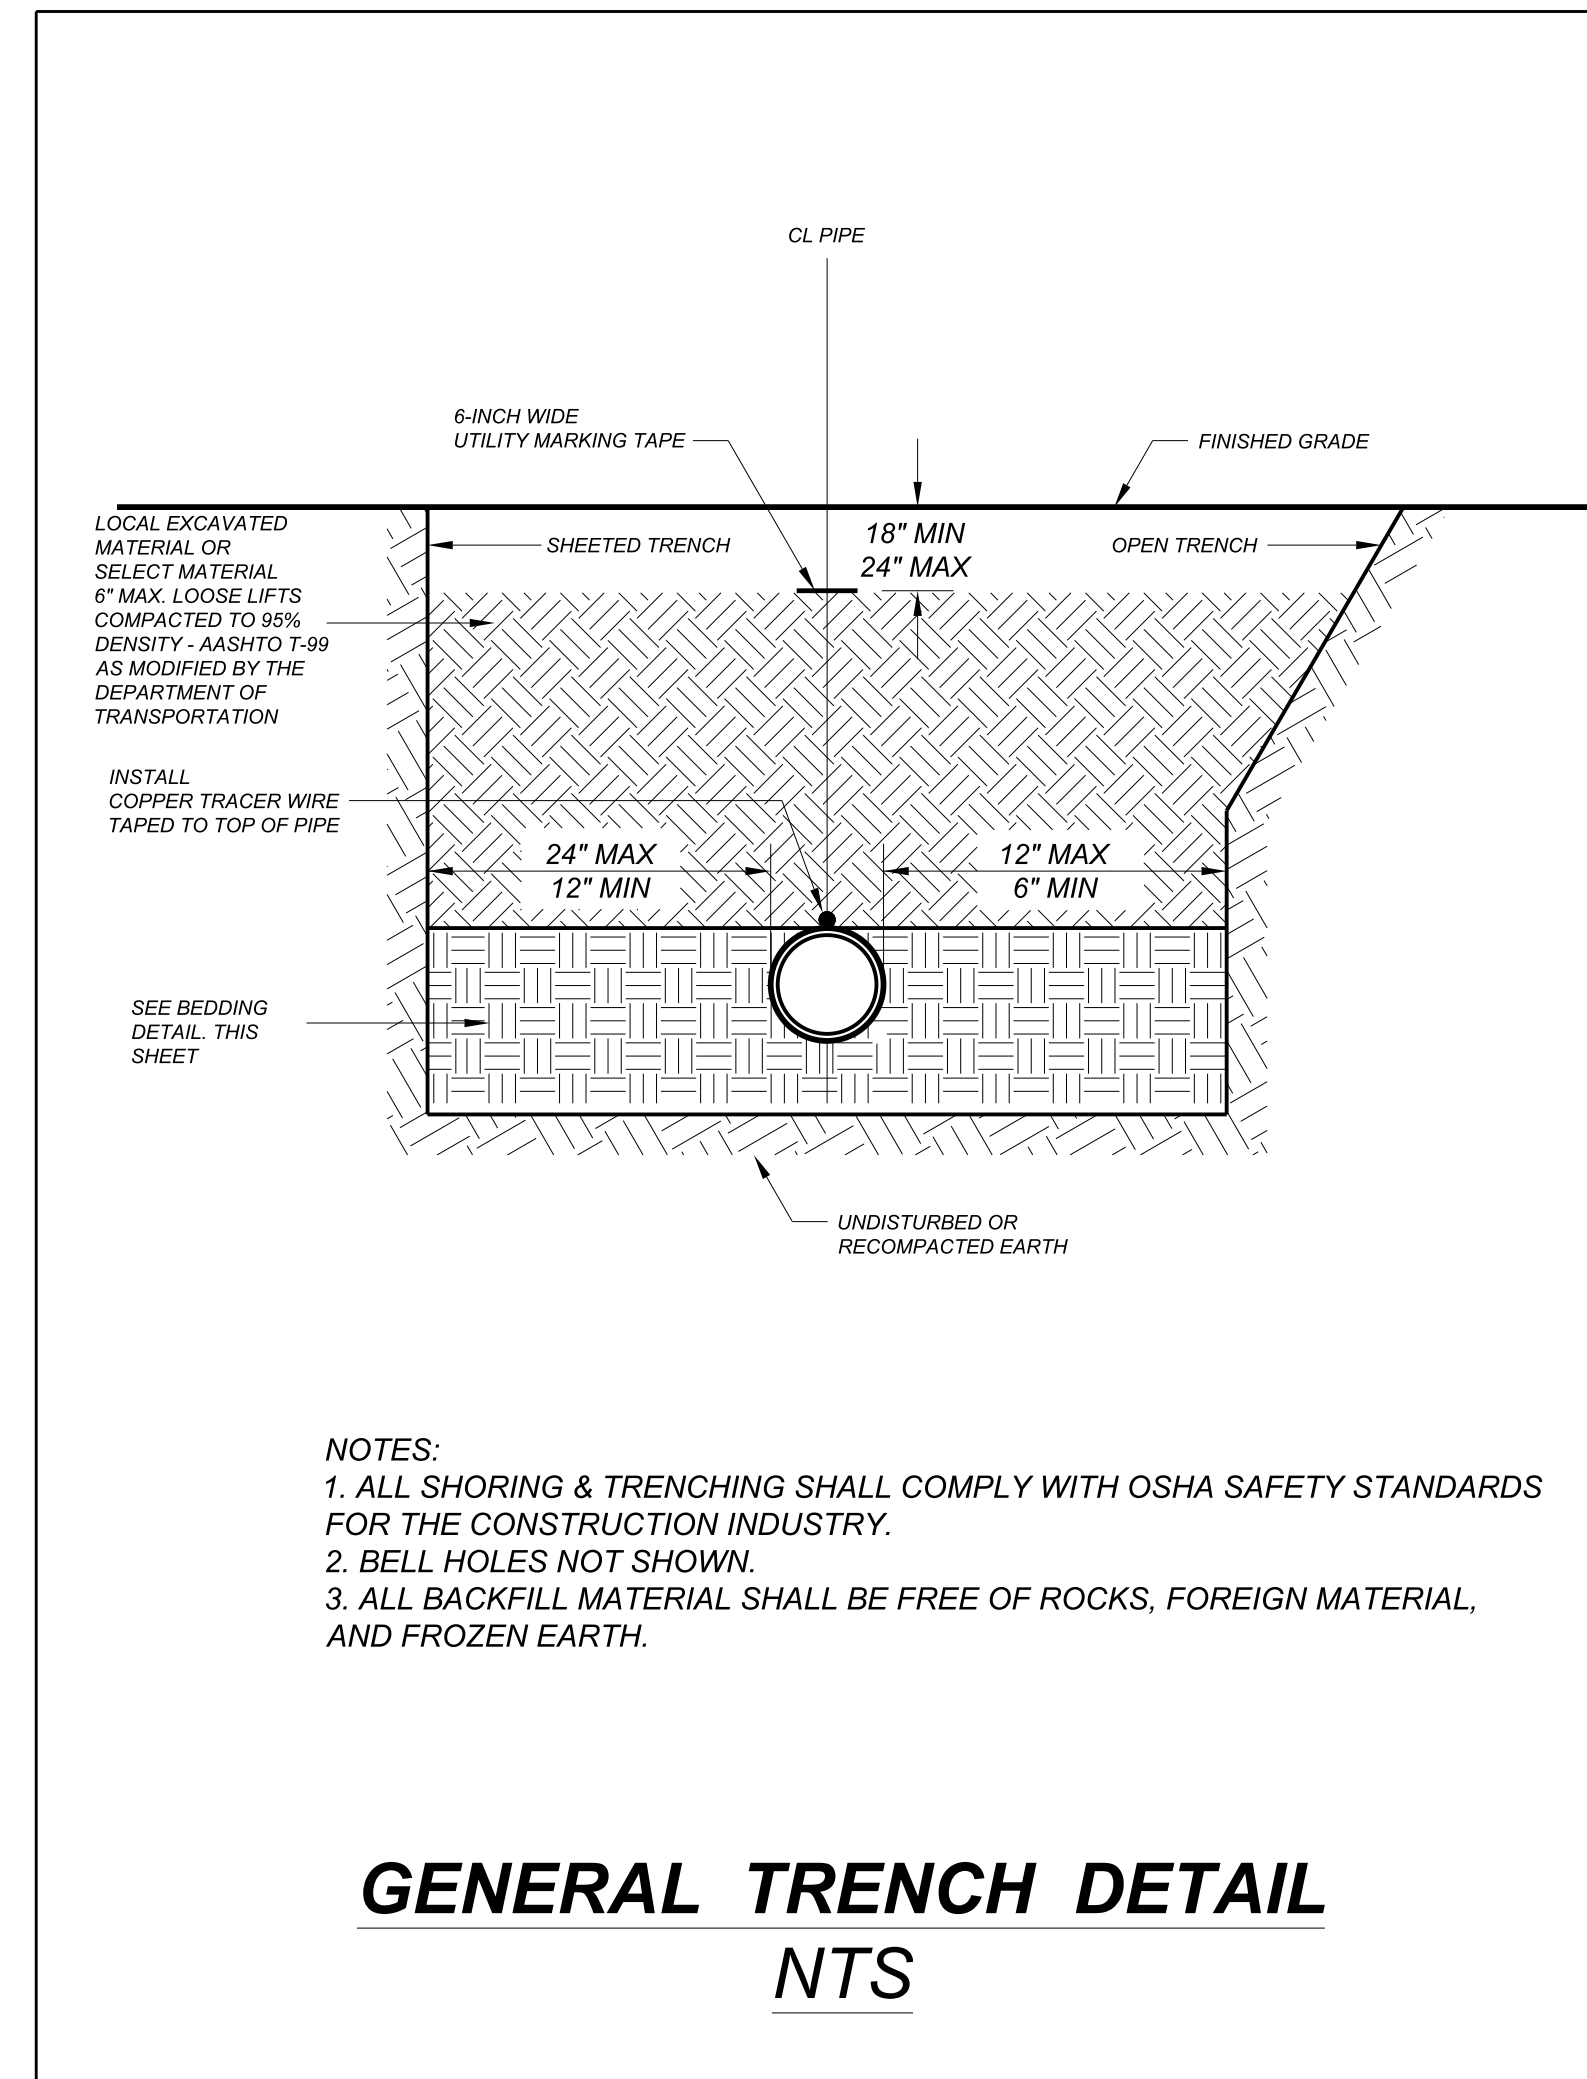 CL PIPE
6-INCH WIDE
UTILITY MARKING TAPE
FINISHED GRADE
LOCAL EXCAVATED
MATERIAL OR
SELECT MATERIAL
6" MAX. LOOSE LIFTS
COMPACTED TO 95%
DENSITY - AASHTO T-99
AS MODIFIED BY THE
DEPARTMENT OF
TRANSPORTATION
SHEETED TRENCH
18" MIN
24" MAX
OPEN TRENCH
INSTALL
COPPER TRACER WIRE
TAPED TO TOP OF PIPE
24" MAX
12" MIN
12" MAX
6" MIN
SEE BEDDING
DETAIL. THIS
SHEET
UNDISTURBED OR
RECOMPACTED EARTH
NOTES:
1. ALL SHORING & TRENCHING SHALL COMPLY WITH OSHA SAFETY STANDARDS
FOR THE CONSTRUCTION INDUSTRY.
2. BELL HOLES NOT SHOWN.
3. ALL BACKFILL MATERIAL SHALL BE FREE OF ROCKS, FOREIGN MATERIAL,
AND FROZEN EARTH.
GENERAL TRENCH DETAIL
NTS